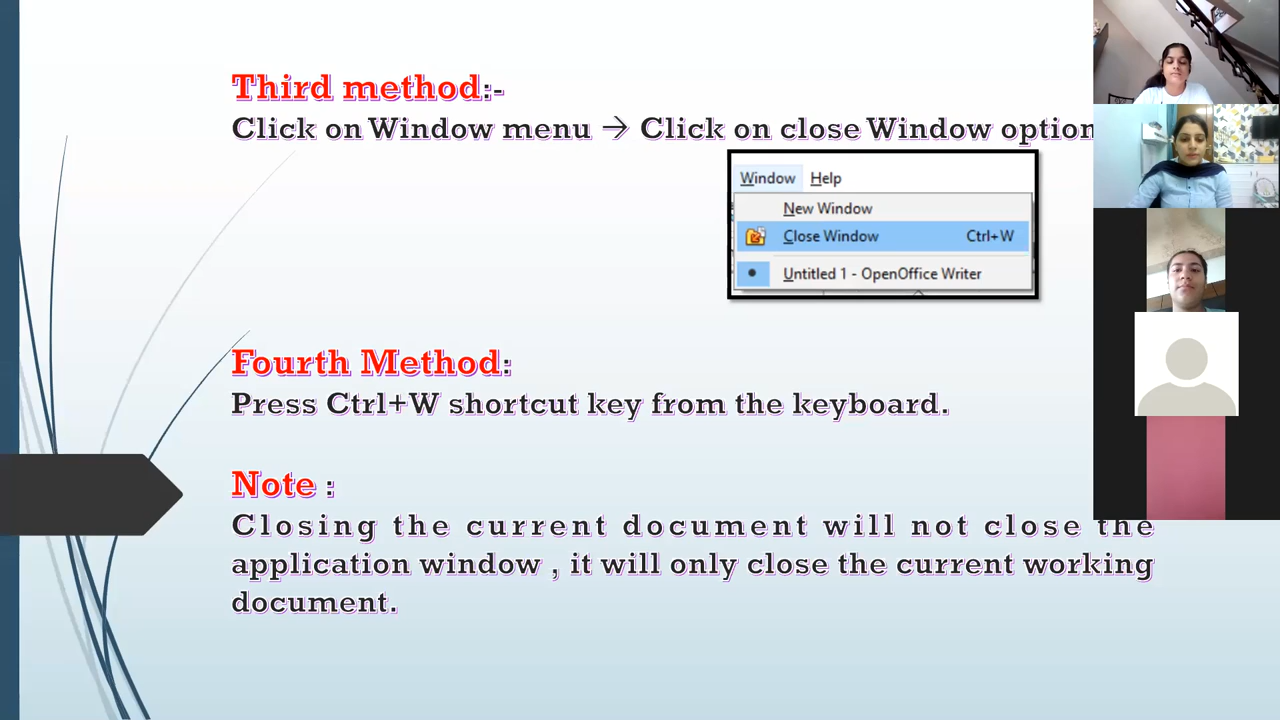 Third method:-
Click on Window menu → Click on close Window option
Window Help
New Window
Close Window Ctrl+W
Untitled 1 - OpenOffice Writer
Fourth Method:
Press Ctrl+W shortcut key from the keyboard.
Note :
Closing the current document will not close the
application window , it will only close the current working
document.